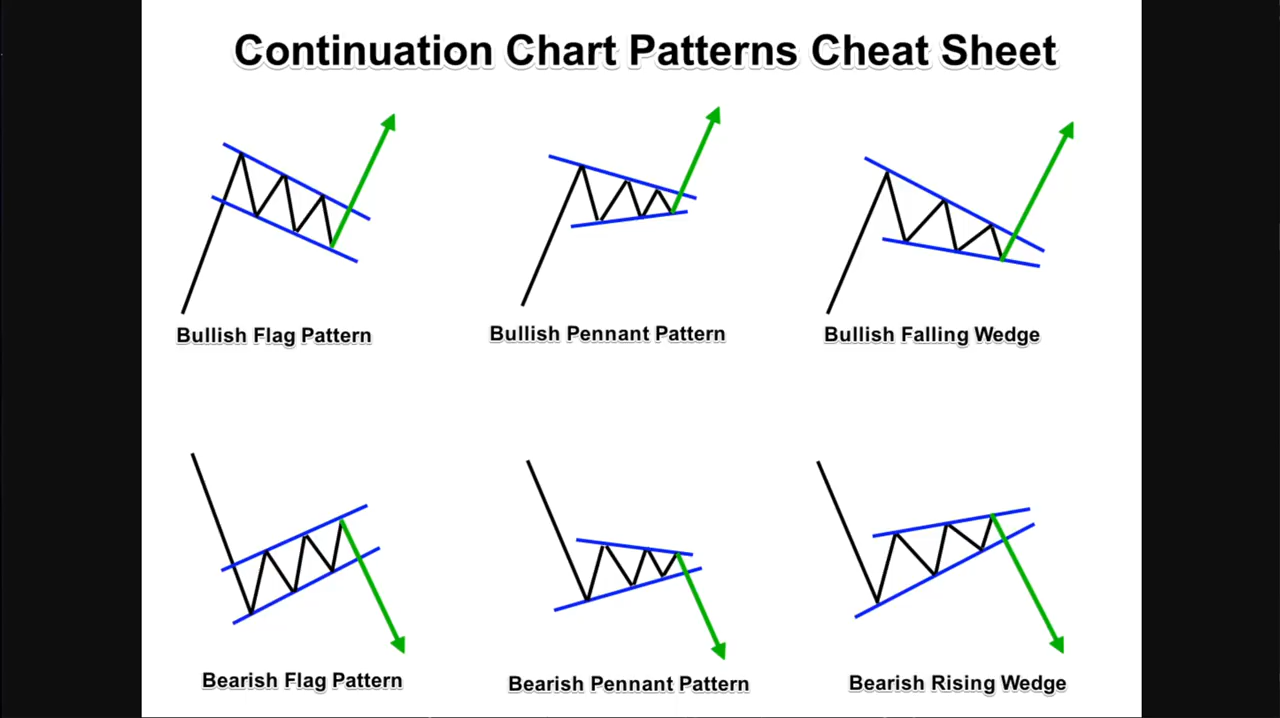 Continuation Chart Patterns Cheat Sheet
Bullish Flag Pattern
Bullish Pennant Pattern
Bullish Falling Wedge
Bearish Flag Pattern
Bearish Pennant Pattern
Bearish Rising Wedge